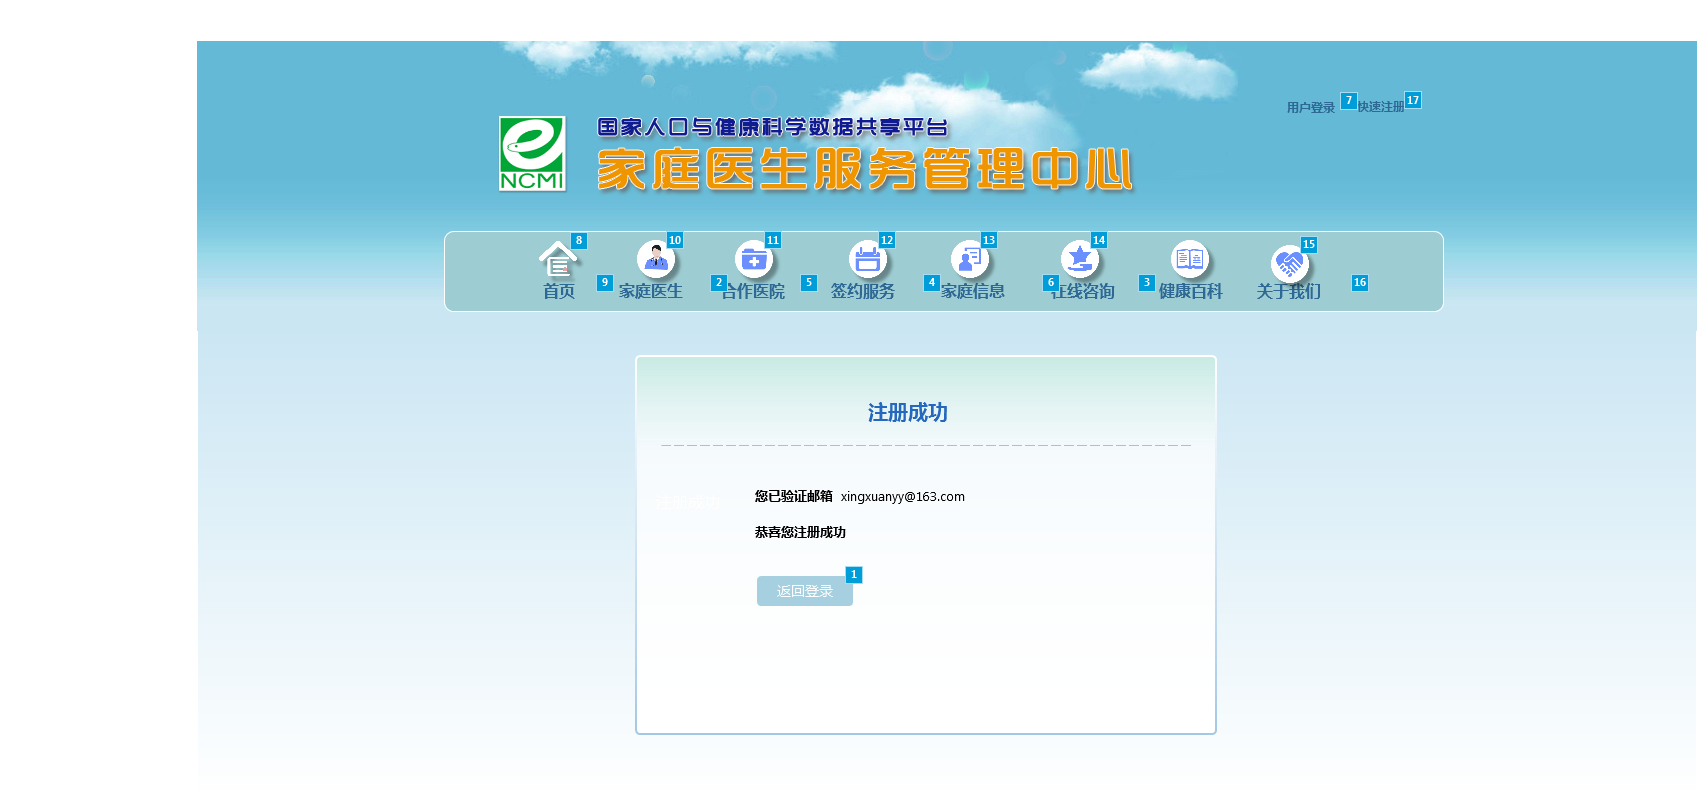 用户登录 7 快速注册 17
国家人口与健康科学数据共享平台
家庭医生服务管理中心
NCMI
8 10 11 12 13 14 15
首页 9 家庭医生 2 合作医院 5 签约服务 4 家庭信息 6 在线咨询 3 健康百科 关于我们 16
注册成功
您已验证邮箱 xingxuanyy@163.com
恭喜您注册成功
返回登录 1